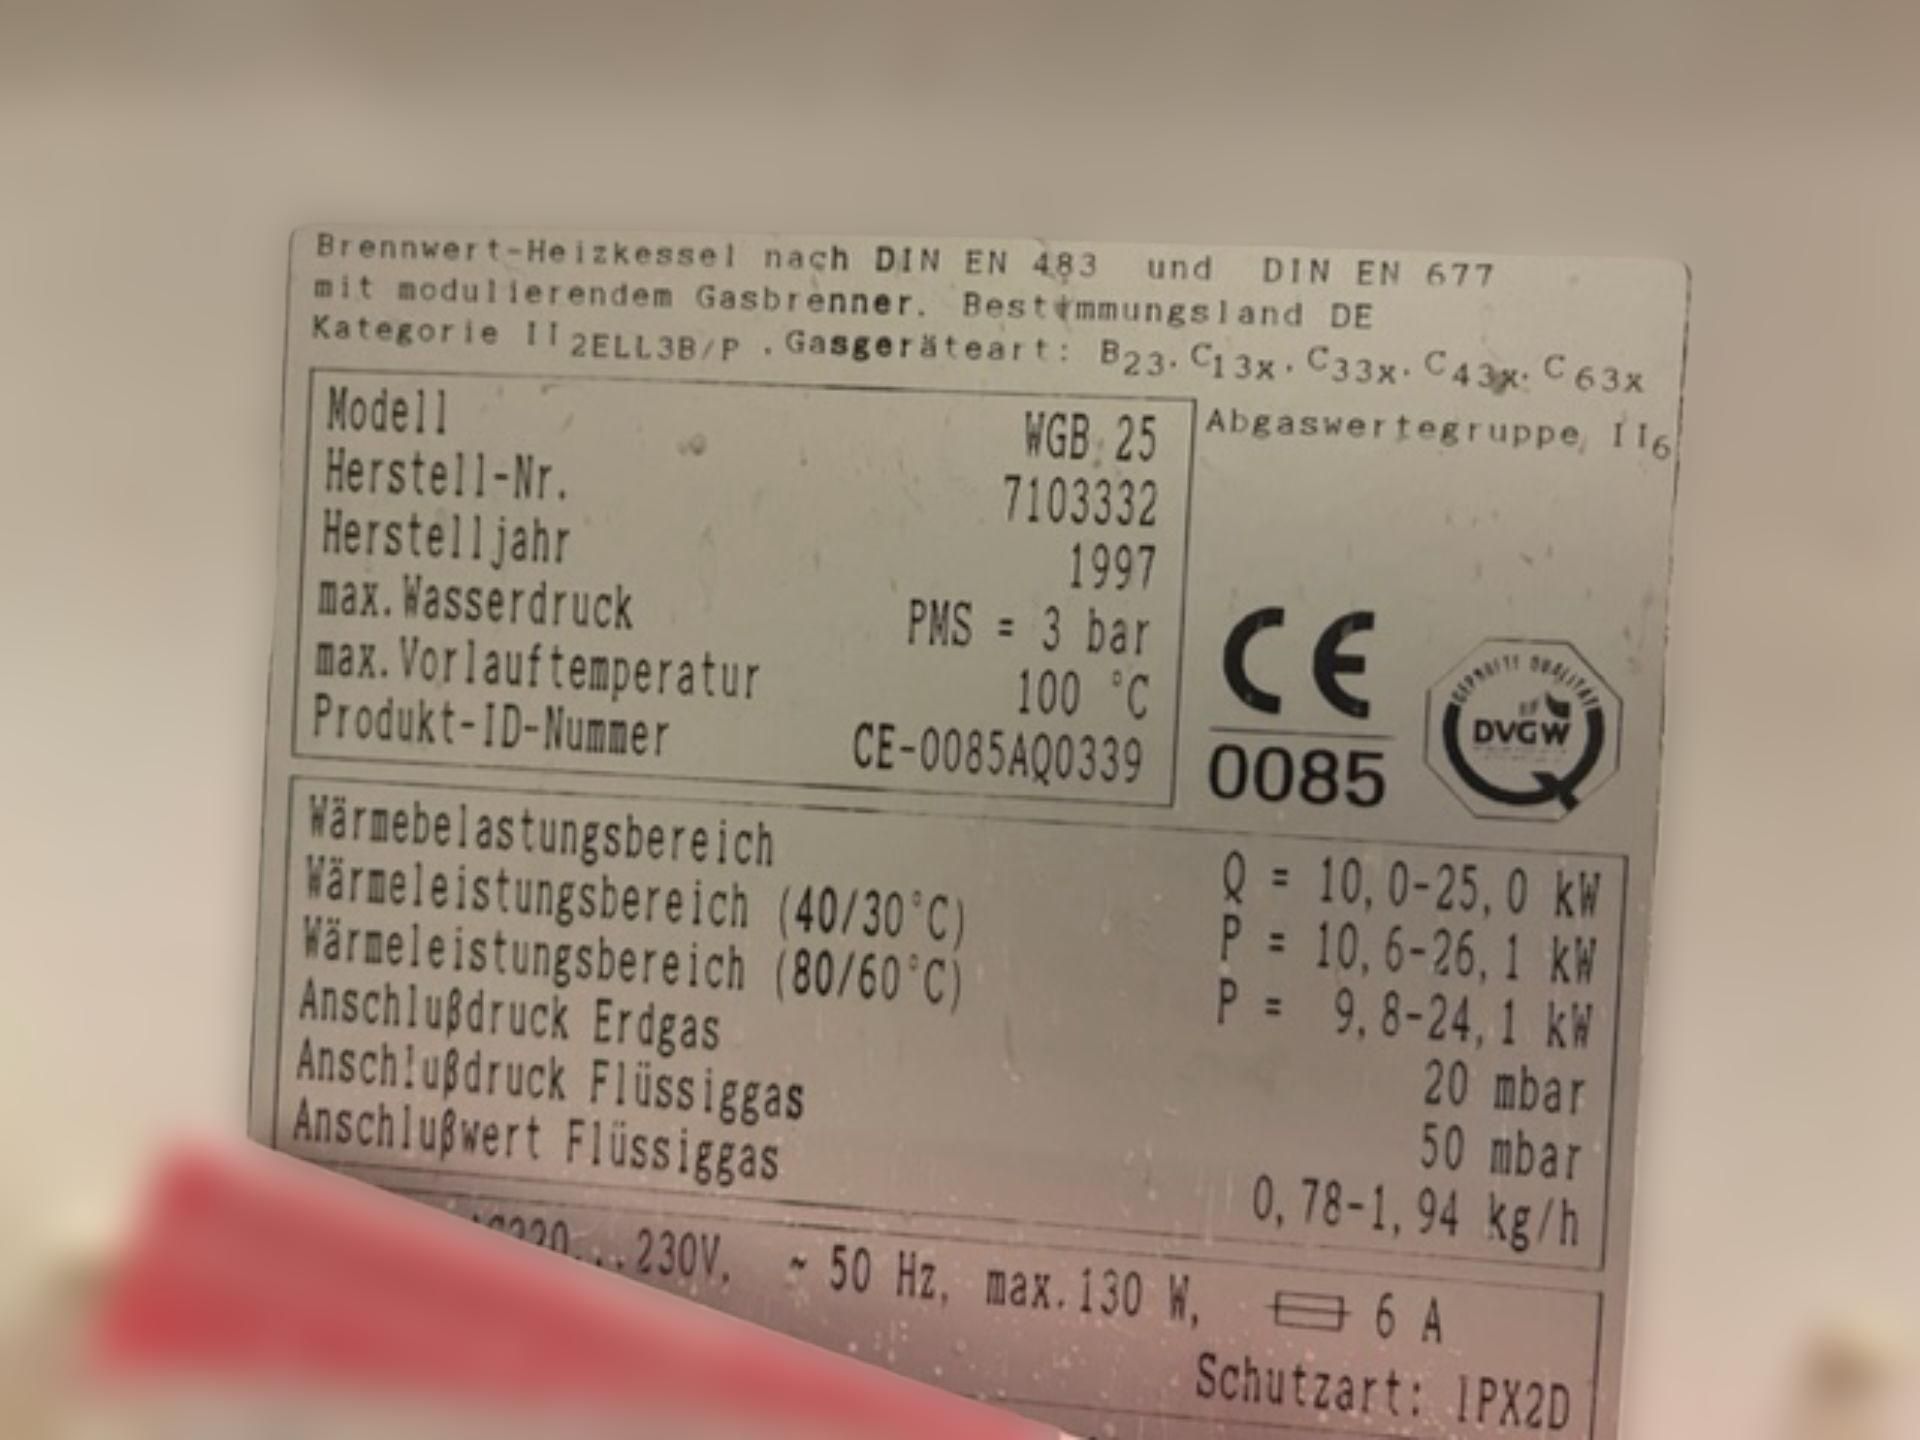 Brennwert-Heizkessel nach DIN EN 483 und DIN EN 677
mit modulierendem Gasbrenner. Bestimmungsland DE
Kategorie II2ELL3B/P . Gasgeräteart: B23. C13x. C33x. C43x. C63x
Abgaswertegruppe II6
Modell WGB 25
Herstell-Nr. 7103332
Herstelljahr 1997
max.Wasserdruck PMS = 3 bar
max.Vorlauftemperatur 100 °C
Produkt-ID-Nummer CE-0085AQ0339
CE
0085
GEPRÜFTE QUALITÄT
DVGW
Wärmebelastungsbereich Q = 10,0-25,0 kW
Wärmeleistungsbereich (40/30°C) P = 10,6-26,1 kW
Wärmeleistungsbereich (80/60°C) P = 9,8-24,1 kW
Anschlußdruck Erdgas 20 mbar
Anschlußdruck Flüssiggas 50 mbar
Anschlußwert Flüssiggas 0,78-1,94 kg/h
220...230V, ~ 50 Hz, max.130 W, 6 A
Schutzart: IPX2D